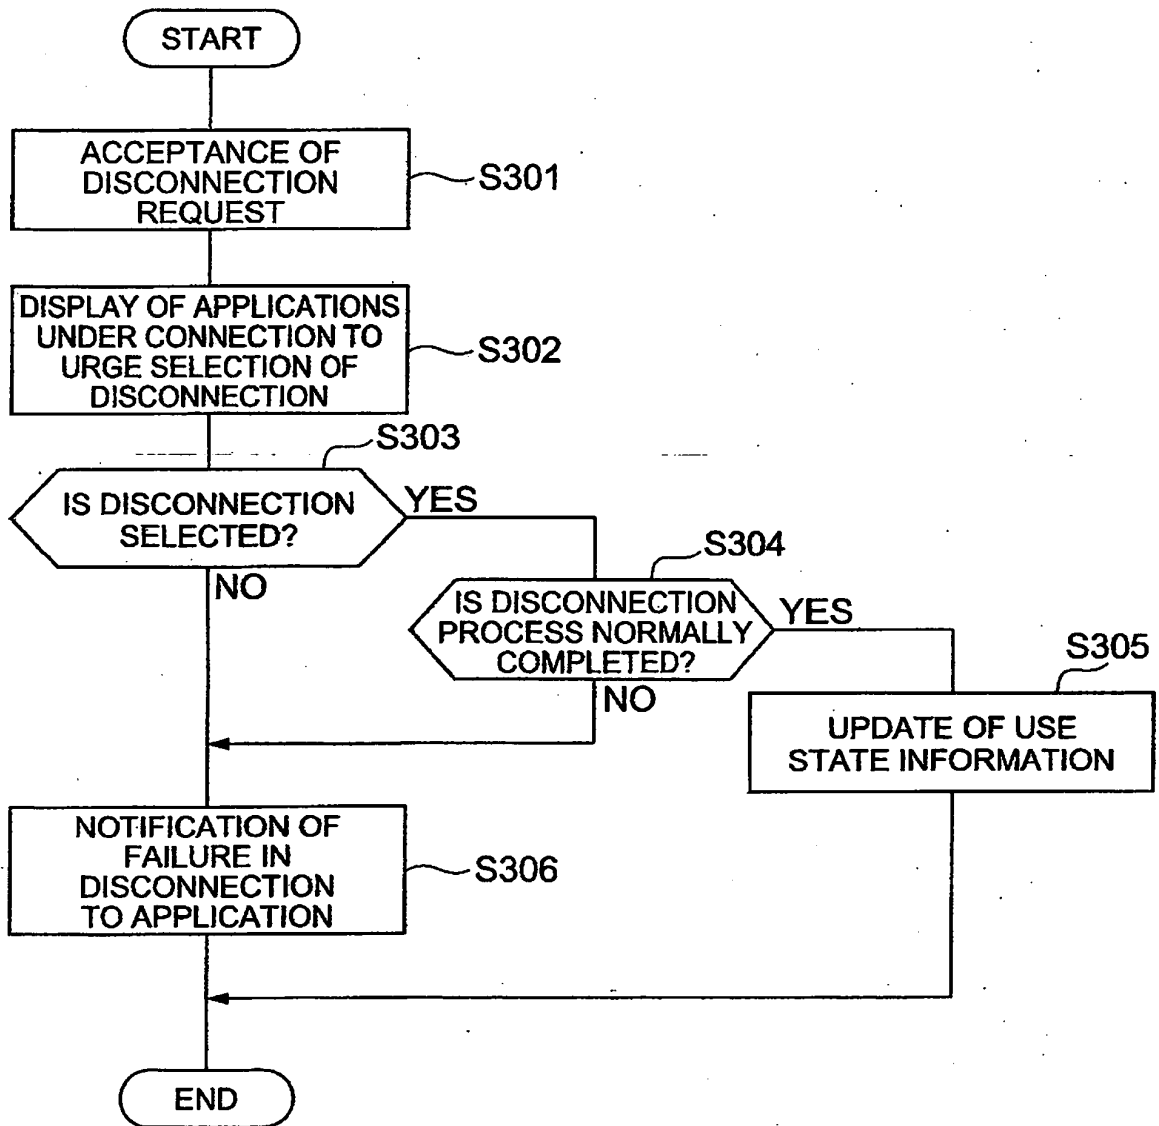 START
ACCEPTANCE OF
DISCONNECTION
REQUEST
S301
DISPLAY OF APPLICATIONS
UNDER CONNECTION TO
URGE SELECTION OF
DISCONNECTION
S302
S303
IS DISCONNECTION
SELECTED?
YES
NO
S304
IS DISCONNECTION
PROCESS NORMALLY
COMPLETED?
YES
NO
S305
UPDATE OF USE
STATE INFORMATION
NOTIFICATION OF
FAILURE IN
DISCONNECTION
TO APPLICATION
S306
END